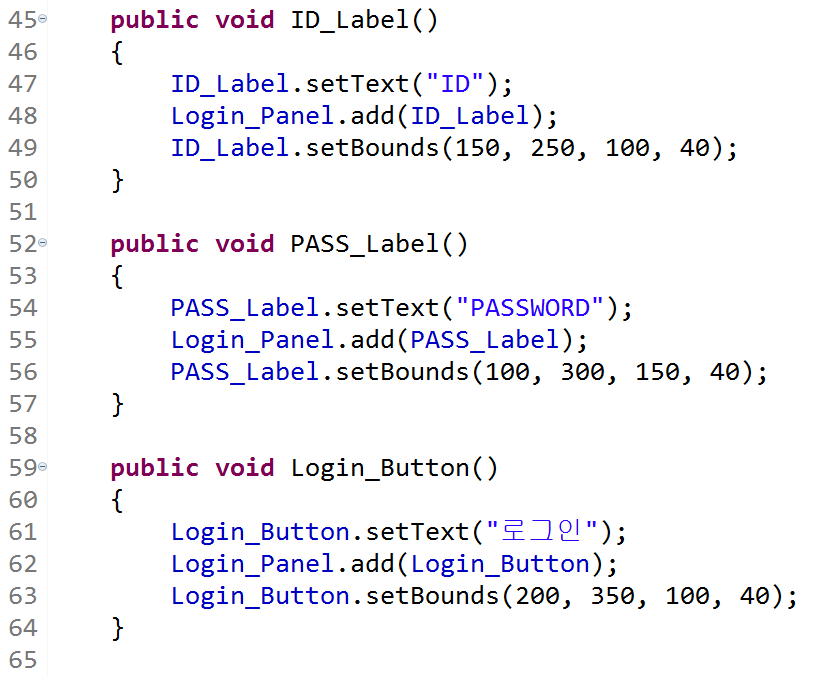 45 public void ID_Label()
46 {
47 ID_Label.setText("ID");
48 Login_Panel.add(ID_Label);
49 ID_Label.setBounds(150, 250, 100, 40);
50 }
51
52 public void PASS_Label()
53 {
54 PASS_Label.setText("PASSWORD");
55 Login_Panel.add(PASS_Label);
56 PASS_Label.setBounds(100, 300, 150, 40);
57 }
58
59 public void Login_Button()
60 {
61 Login_Button.setText("로그인");
62 Login_Panel.add(Login_Button);
63 Login_Button.setBounds(200, 350, 100, 40);
64 }
65